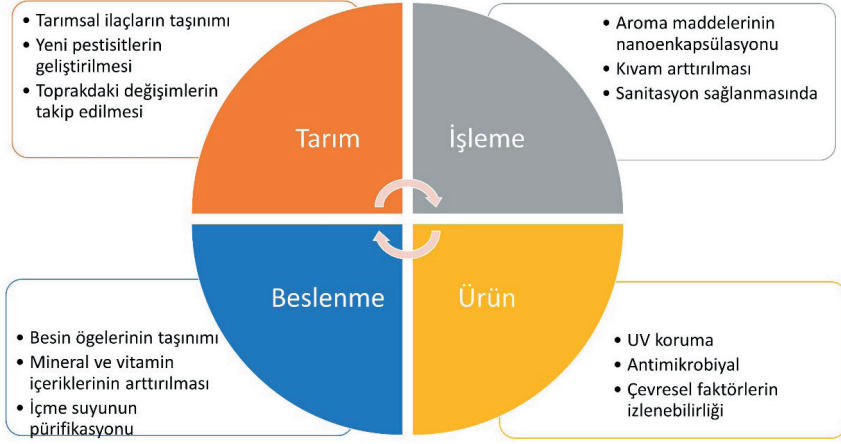 • Tarımsal ilaçların taşınımı
• Yeni pestisitlerin
geliştirilmesi
• Toprakdaki değişimlerin
takip edilmesi
• Aroma maddelerinin
nanoenkapsülasyonu
• Kıvam arttırılması
• Sanitasyon sağlanmasında
Tarım
İşleme
Beslenme
Ürün
• Besin ögelerinin taşınımı
• Mineral ve vitamin
içeriklerinin arttırılması
• İçme suyunun
pürifikasyonu
• UV koruma
• Antimikrobiyal
• Çevresel faktörlerin
izlenebilirliği